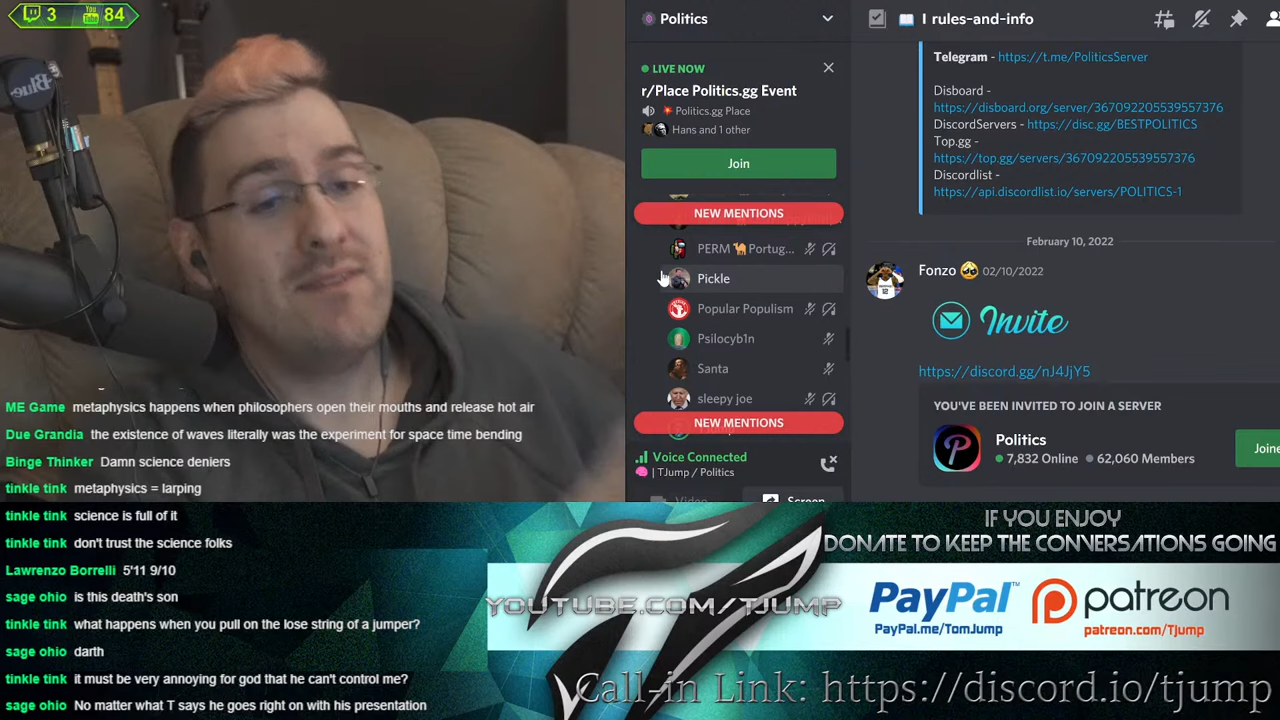 3 YouTube 84
Blue
ME Game metaphysics happens when philosophers open their mouths and release hot air
Due Grandia the existence of waves literally was the experiment for space time bending
Binge Thinker Damn science deniers
tinkle tink metaphysics = larping
tinkle tink science is full of it
tinkle tink don't trust the science folks
Lawrenzo Borrelli 5'11 9/10
sage ohio is this death's son
tinkle tink what happens when you pull on the lose string of a jumper?
sage ohio darth
tinkle tink it must be very annoying for god that he can't control me?
sage ohio No matter what T says he goes right on with his presentation
Politics
LIVE NOW
r/Place Politics.gg Event
Politics.gg Place
Hans and 1 other
Join
NEW MENTIONS
PERM Portug...
Pickle
Popular Populism
Psilocyb1n
Santa
sleepy joe
NEW MENTIONS
Voice Connected
| TJump / Politics
Video
Screen
I rules-and-info
Telegram - https://t.me/PoliticsServer
Disboard -
https://disboard.org/server/367092205539557376
DiscordServers - https://disc.gg/BESTPOLITICS
Top.gg -
https://top.gg/servers/367092205539557376
Discordlist -
https://api.discordlist.io/servers/POLITICS-1
February 10, 2022
Fonzo 02/10/2022
Invite
https://discord.gg/nJ4JjY5
YOU'VE BEEN INVITED TO JOIN A SERVER
Politics
7,832 Online 62,060 Members
Joine
IF YOU ENJOY
DONATE TO KEEP THE CONVERSATIONS GOING
YOUTUBE.COM/TJUMP
PayPal™
PayPal.me/TomJump
patreon
patreon.com/Tjump
Call-in Link: https://discord.io/tjump